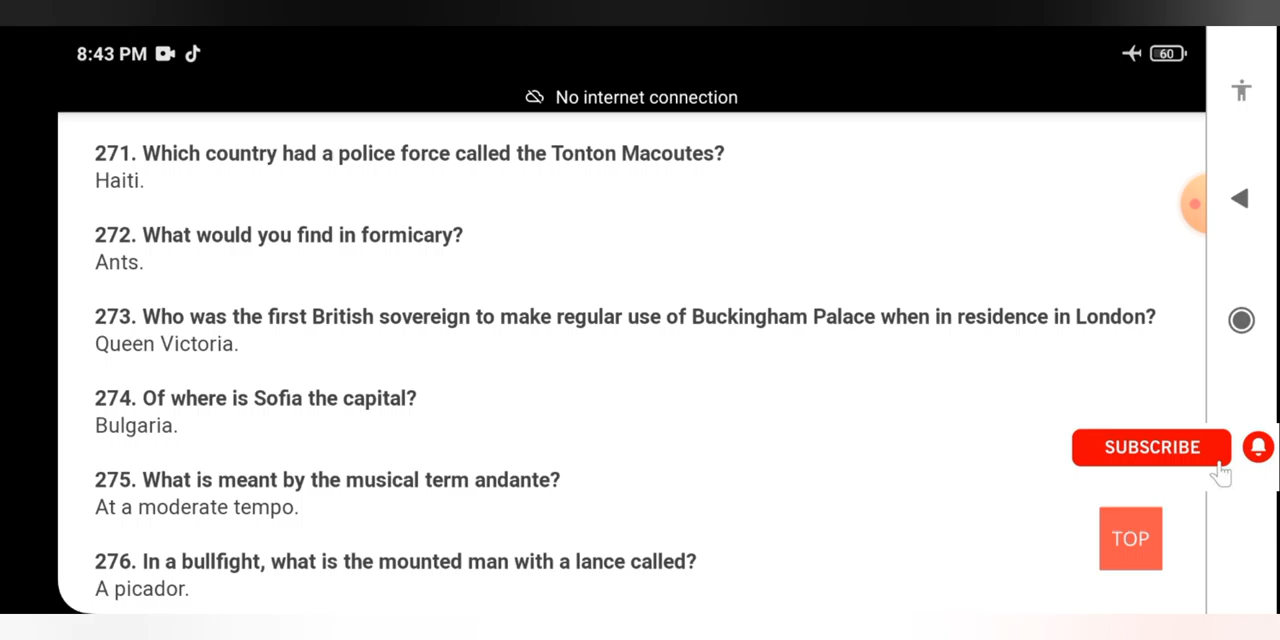 8:43 PM
60
No internet connection
271. Which country had a police force called the Tonton Macoutes?
Haiti.
272. What would you find in formicary?
Ants.
273. Who was the first British sovereign to make regular use of Buckingham Palace when in residence in London?
Queen Victoria.
274. Of where is Sofia the capital?
Bulgaria.
SUBSCRIBE
275. What is meant by the musical term andante?
At a moderate tempo.
TOP
276. In a bullfight, what is the mounted man with a lance called?
A picador.